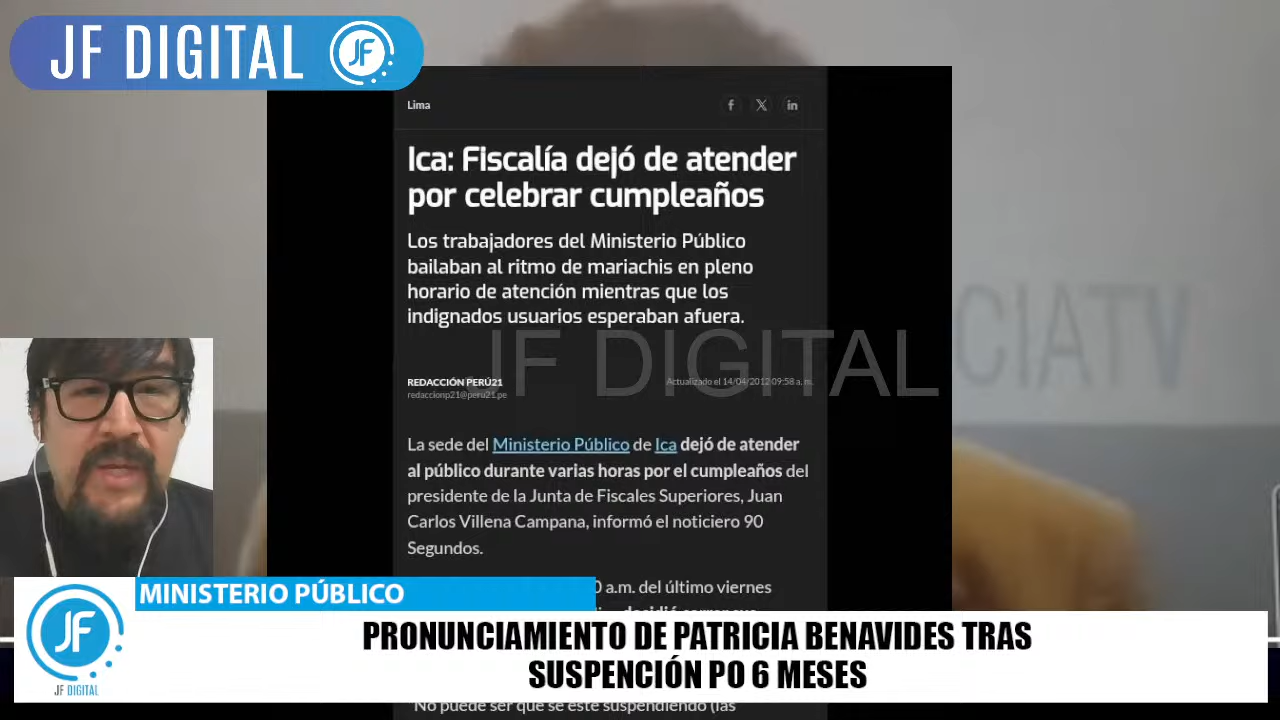 JF DIGITAL
JF
Lima
Ica: Fiscalía dejó de atender
por celebrar cumpleaños
Los trabajadores del Ministerio Público
bailaban al ritmo de mariachis en pleno
horario de atención mientras que los
indignados usuarios esperaban afuera.
CIATV
JF DIGITAL
REDACCIÓN PERÚ21
Actualizado el 14/04/2012 09:58 a. m.
redaccionp21@peru21.pe
La sede del Ministerio Público de Ica dejó de atender
al público durante varias horas por el cumpleaños del
presidente de la Junta de Fiscales Superiores, Juan
Carlos Villena Campana, informó el noticiero 90
Segundos.
0 a.m. del último viernes
MINISTERIO PÚBLICO
JF
JF DIGITAL
PRONUNCIAMIENTO DE PATRICIA BENAVIDES TRAS
SUSPENCIÓN PO 6 MESES
"No puede ser que se esté suspendiendo (las